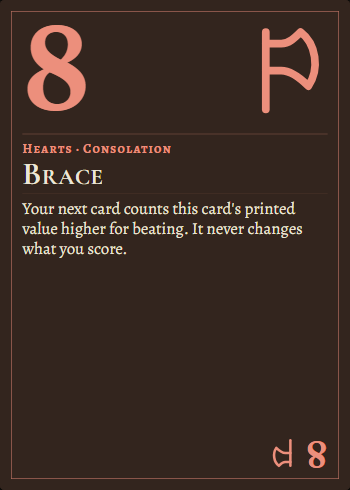 8
Hearts · Consolation
Brace
Your next card counts this card's printed
value higher for beating. It never changes
what you score.
8